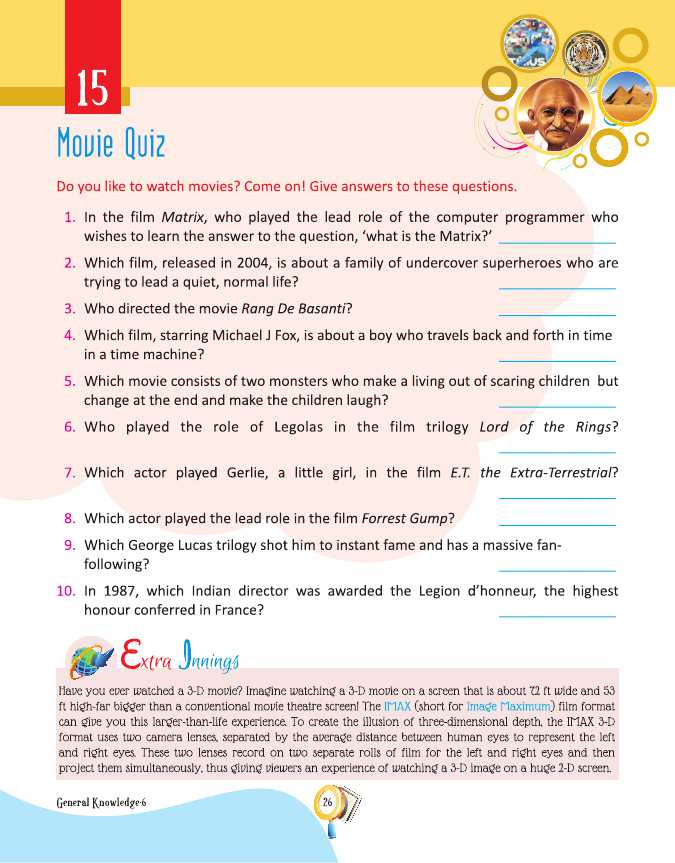 15
Movie Quiz
Do you like to watch movies? Come on! Give answers to these questions.
1. In the film Matrix, who played the lead role of the computer programmer who
wishes to learn the answer to the question, ‘what is the Matrix?’
2. Which film, released in 2004, is about a family of undercover superheroes who are
trying to lead a quiet, normal life?
3. Who directed the movie Rang De Basanti?
4. Which film, starring Michael J Fox, is about a boy who travels back and forth in time
in a time machine?
5. Which movie consists of two monsters who make a living out of scaring children but
change at the end and make the children laugh?
6. Who played the role of Legolas in the film trilogy Lord of the Rings?
7. Which actor played Gerlie, a little girl, in the film E.T. the Extra-Terrestrial?
8. Which actor played the lead role in the film Forrest Gump?
9. Which George Lucas trilogy shot him to instant fame and has a massive fan-
following?
10. In 1987, which Indian director was awarded the Legion d’honneur, the highest
honour conferred in France?
Extra Innings
Have you ever watched a 3-D movie? Imagine watching a 3-D movie on a screen that is about 72 ft wide and 53
ft high-far bigger than a conventional movie theatre screen! The IMAX (short for Image Maximum) film format
can give you this larger-than-life experience. To create the illusion of three-dimensional depth, the IMAX 3-D
format uses two camera lenses, separated by the average distance between human eyes to represent the left
and right eyes. These two lenses record on two separate rolls of film for the left and right eyes and then
project them simultaneously, thus giving viewers an experience of watching a 3-D image on a huge 2-D screen.
General Knowledge-6
26